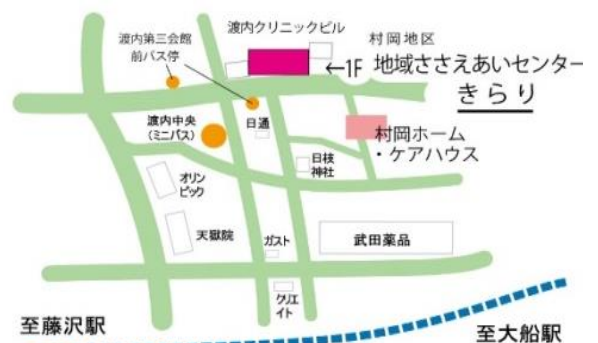 渡内クリニックビル
渡内第三会館
前バス停
村岡地区
←1F 地域ささえあいセンター
きらり
渡内中央
(ミニバス)
日通
村岡ホーム
・ケアハウス
日枝
神社
オリン
ピック
天嶽院
ガスト
武田薬品
クリエ
イト
至藤沢駅
至大船駅